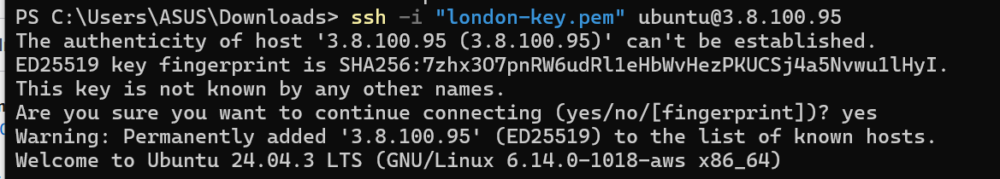 PS C:\Users\ASUS\Downloads> ssh -i "london-key.pem" ubuntu@3.8.100.95
The authenticity of host '3.8.100.95 (3.8.100.95)' can't be established.
ED25519 key fingerprint is SHA256:7zhx3O7pnRW6udRl1eHbWvHezPKUCSj4a5Nvwu1lHyI.
This key is not known by any other names.
Are you sure you want to continue connecting (yes/no/[fingerprint])? yes
Warning: Permanently added '3.8.100.95' (ED25519) to the list of known hosts.
Welcome to Ubuntu 24.04.3 LTS (GNU/Linux 6.14.0-1018-aws x86_64)